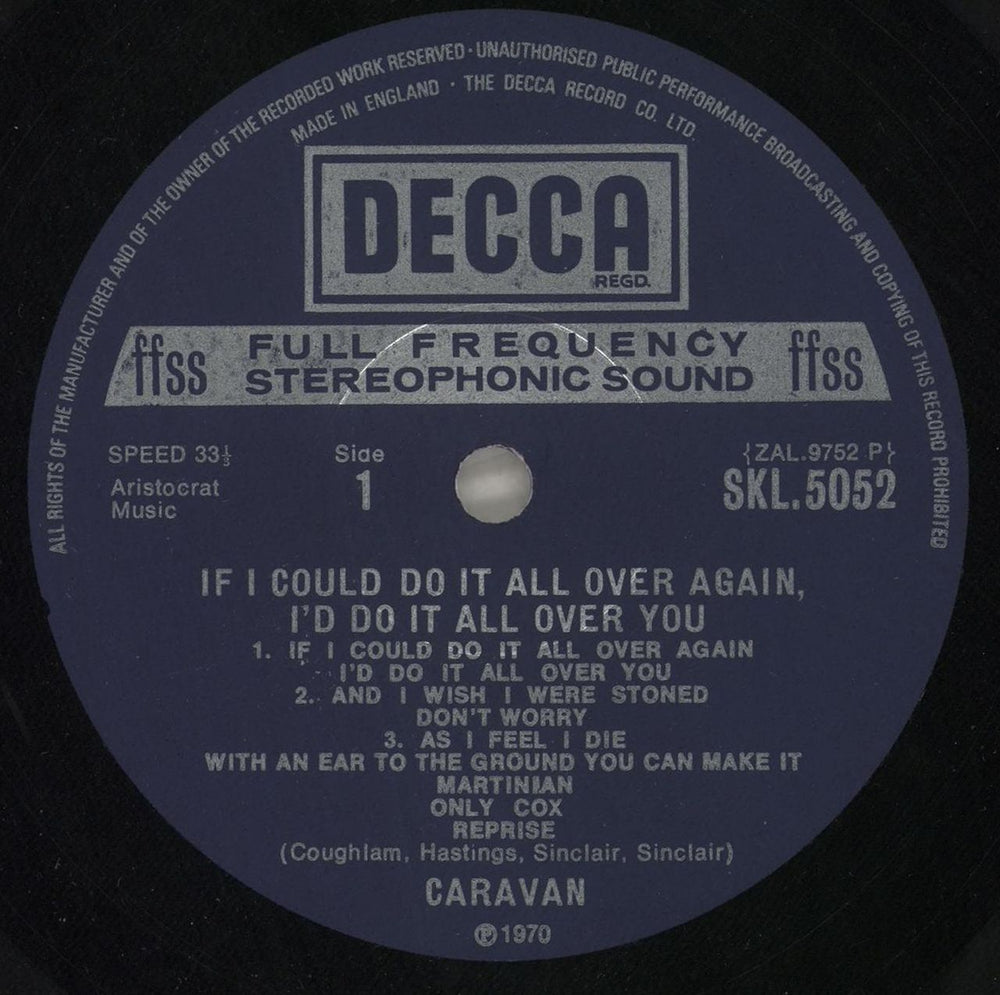 ALL RIGHTS OF THE MANUFACTURER AND OF THE OWNER OF THE RECORDED WORK RESERVED · UNAUTHORISED PUBLIC PERFORMANCE BROADCASTING AND COPYING OF THIS RECORD PROHIBITED
MADE IN ENGLAND · THE DECCA RECORD CO. LTD.
DECCA
REGD.
ffss FULL FREQUENCY STEREOPHONIC SOUND ffss
SPEED 33⅓
Aristocrat
Music
Side
1
{ZAL.9752 P}
SKL.5052
IF I COULD DO IT ALL OVER AGAIN,
I'D DO IT ALL OVER YOU
1. IF I COULD DO IT ALL OVER AGAIN
I'D DO IT ALL OVER YOU
2. AND I WISH I WERE STONED
DON'T WORRY
3. AS I FEEL I DIE
WITH AN EAR TO THE GROUND YOU CAN MAKE IT
MARTINIAN
ONLY COX
REPRISE
(Coughlam, Hastings, Sinclair, Sinclair)
CARAVAN
℗1970